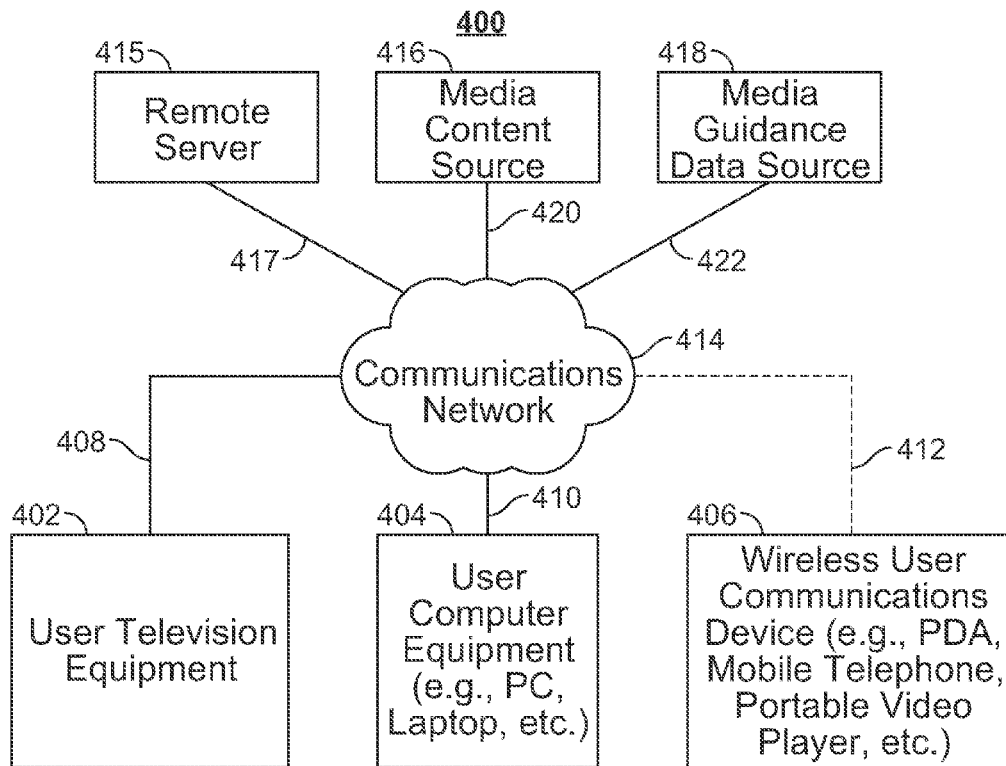 400
415
Remote
Server
416
Media
Content
Source
418
Media
Guidance
Data Source
417
420
422
414
Communications
Network
408
410
412
402
User Television
Equipment
404
User
Computer
Equipment
(e.g., PC,
Laptop, etc.)
406
Wireless User
Communications
Device (e.g., PDA,
Mobile Telephone,
Portable Video
Player, etc.)